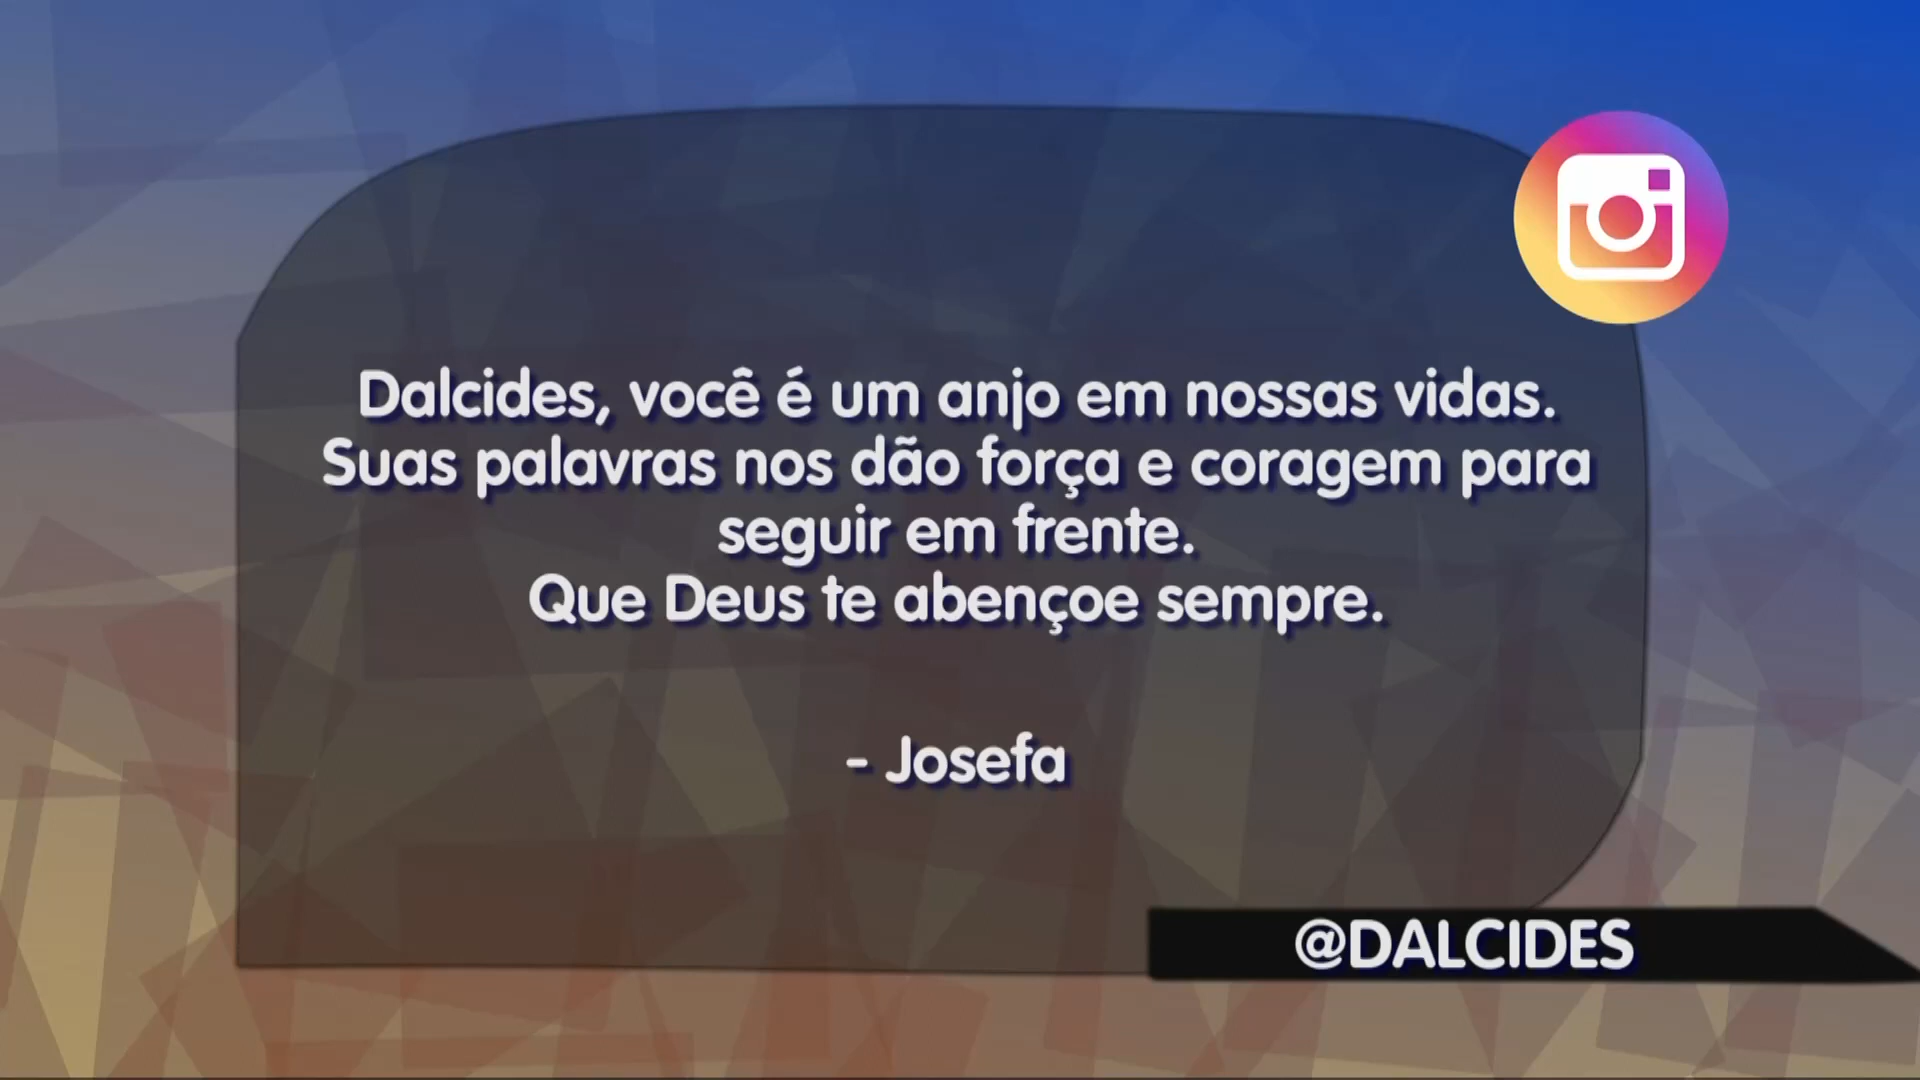 Dalcides, você é um anjo em nossas vidas.
Suas palavras nos dão força e coragem para
seguir em frente.
Que Deus te abençoe sempre.
- Josefa
@DALCIDES